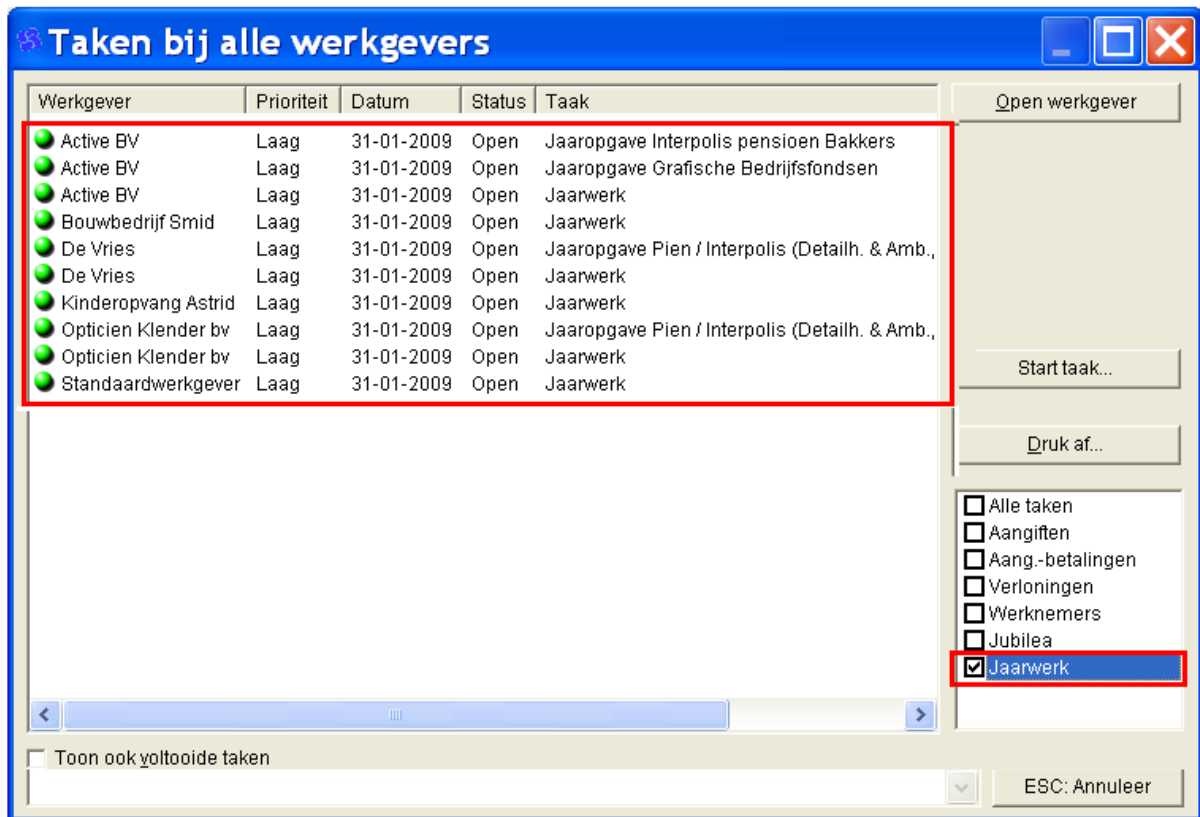 Taken bij alle werkgevers
Werkgever Prioriteit Datum Status Taak
Active BV Laag 31-01-2009 Open Jaaropgave Interpolis pensioen Bakkers
Active BV Laag 31-01-2009 Open Jaaropgave Grafische Bedrijfsfondsen
Active BV Laag 31-01-2009 Open Jaarwerk
Bouwbedrijf Smid Laag 31-01-2009 Open Jaarwerk
De Vries Laag 31-01-2009 Open Jaaropgave Pien / Interpolis (Detailh. & Amb.,
De Vries Laag 31-01-2009 Open Jaarwerk
Kinderopvang Astrid Laag 31-01-2009 Open Jaarwerk
Opticien Klender bv Laag 31-01-2009 Open Jaaropgave Pien / Interpolis (Detailh. & Amb.,
Opticien Klender bv Laag 31-01-2009 Open Jaarwerk
Standaardwerkgever Laag 31-01-2009 Open Jaarwerk
Open werkgever
Start taak...
Druk af...
Alle taken
Aangiften
Aang.-betalingen
Verloningen
Werknemers
Jubilea
Jaarwerk
Toon ook voltooide taken
ESC: Annuleer